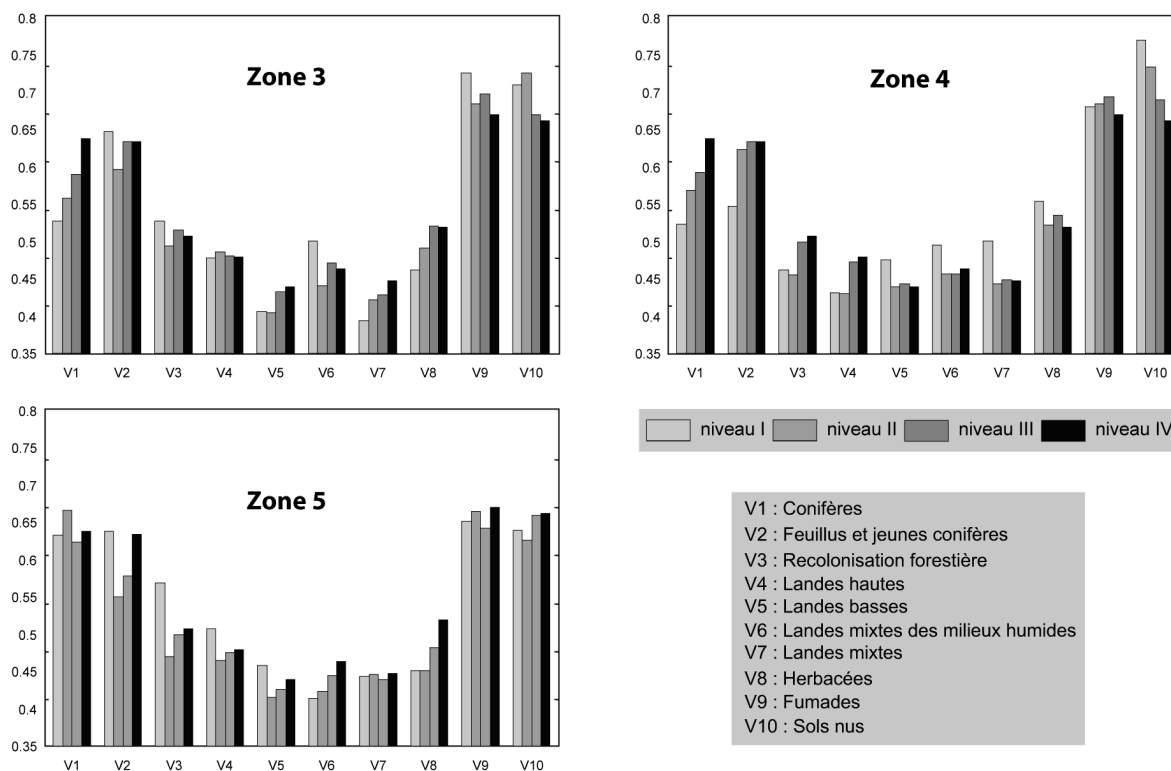 0.8
0.75
0.7
0.65
0.6
0.55
0.5
0.45
0.4
0.35
Zone 3
V1 V2 V3 V4 V5 V6 V7 V8 V9 V10
0.8
0.75
0.7
0.65
0.6
0.55
0.5
0.45
0.4
0.35
Zone 4
V1 V2 V3 V4 V5 V6 V7 V8 V9 V10
0.8
0.75
0.7
0.65
0.6
0.55
0.5
0.45
0.4
0.35
Zone 5
V1 V2 V3 V4 V5 V6 V7 V8 V9 V10
niveau I niveau II niveau III niveau IV
V1 : Conifères
V2 : Feuillus et jeunes conifères
V3 : Recolonisation forestière
V4 : Landes hautes
V5 : Landes basses
V6 : Landes mixtes des milieux humides
V7 : Landes mixtes
V8 : Herbacées
V9 : Fumades
V10 : Sols nus